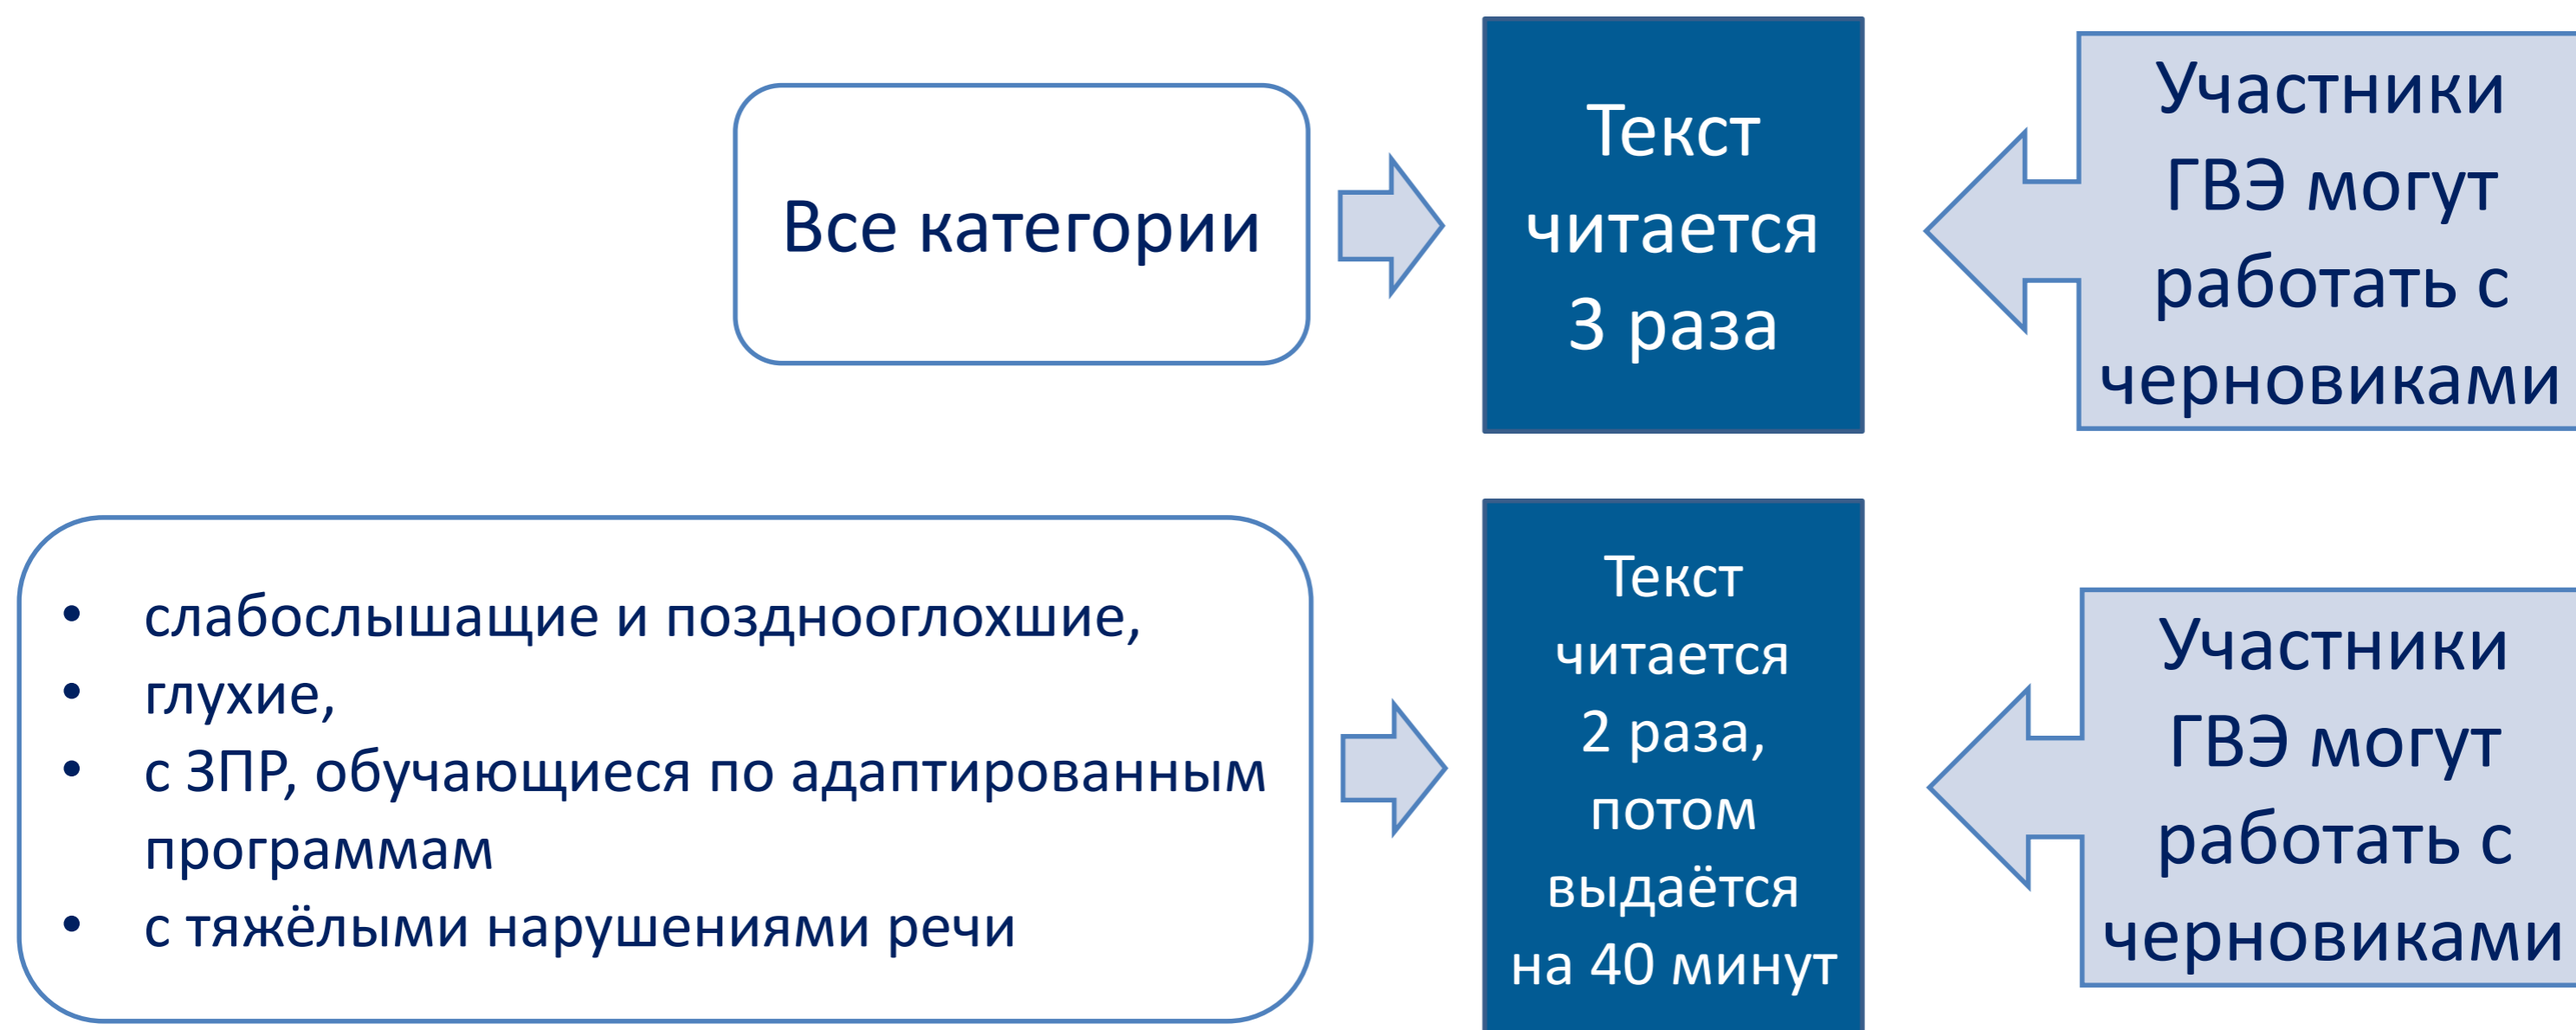 Все категории
Текст
читается
3 раза
Участники
ГВЭ могут
работать с
черновиками
• слабослышащие и позднооглохшие,
• глухие,
• с ЗПР, обучающиеся по адаптированным
программам
• с тяжёлыми нарушениями речи
Текст
читается
2 раза,
потом
выдаётся
на 40 минут
Участники
ГВЭ могут
работать с
черновиками